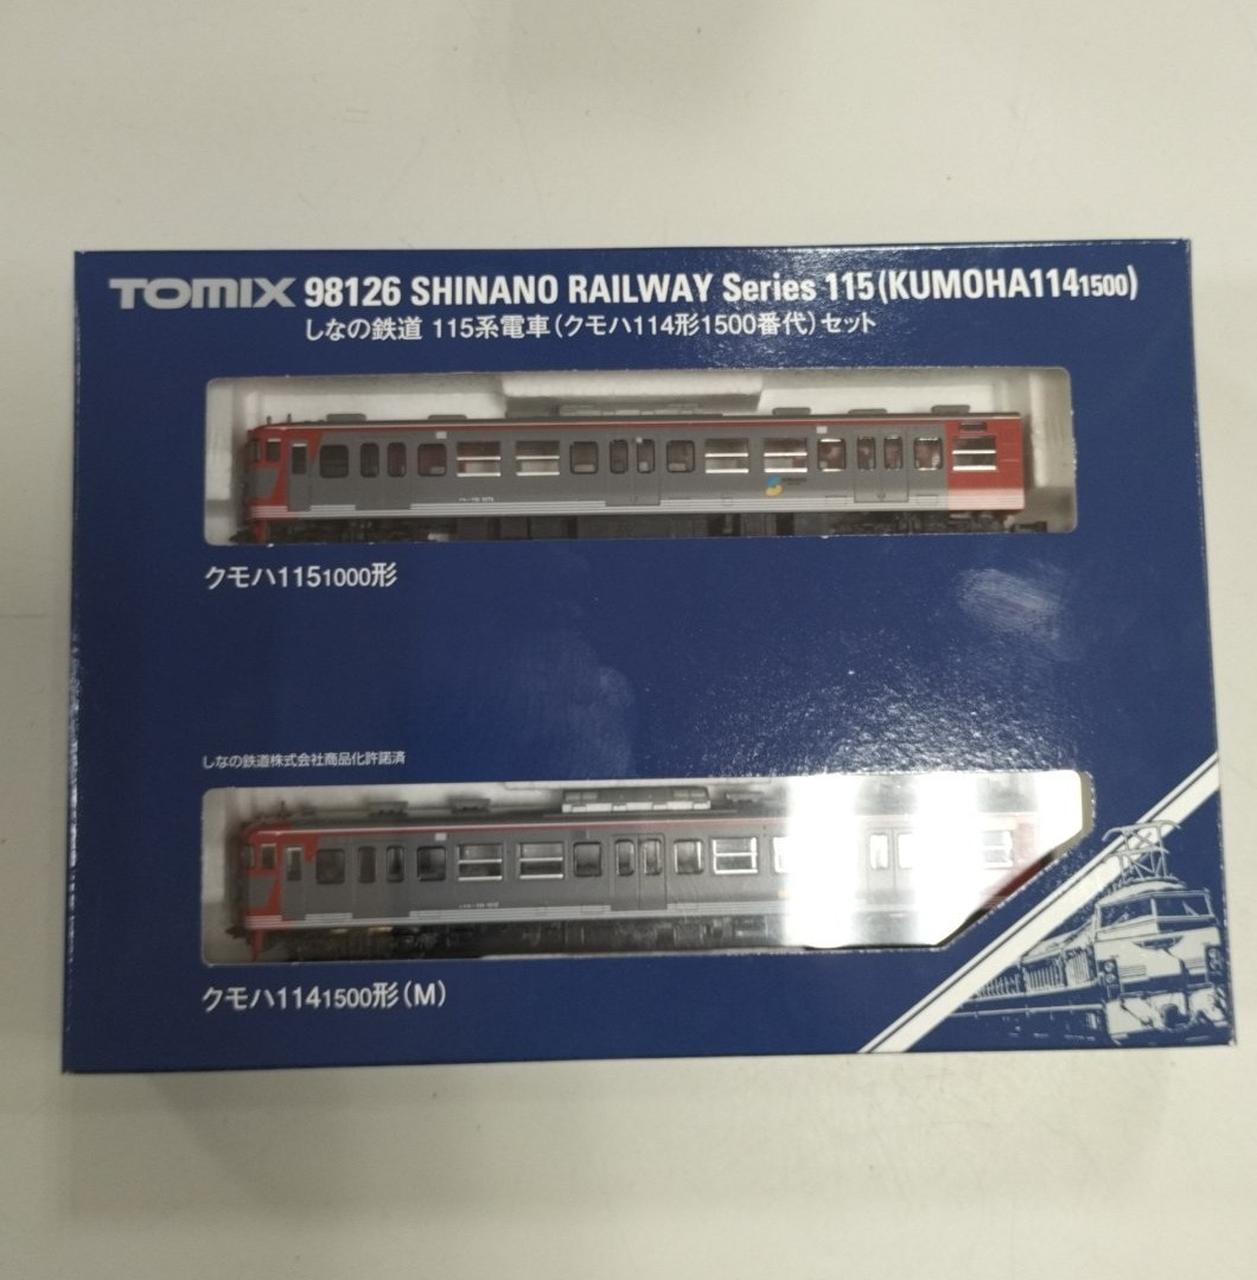 TOMIX 98126 SHINANO RAILWAY Series 115(KUMOHA114 1500)
しなの鉄道 115系電車(クモハ114形1500番代)セット
クモハ115 1000形
しなの鉄道株式会社商品化許諾済
クモハ114 1500形(M)